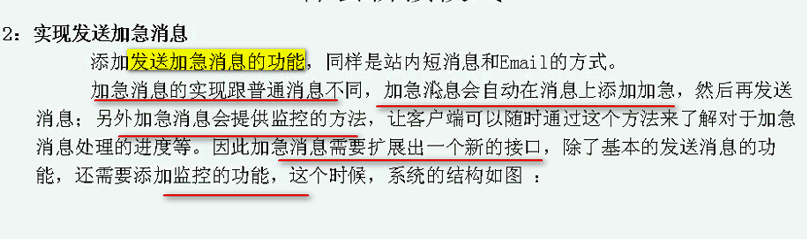 2：实现发送加急消息
添加发送加急消息的功能，同样是站内短消息和Email的方式。
加急消息的实现跟普通消息不同，加急消息会自动在消息上添加加急，然后再发送
消息；另外加急消息会提供监控的方法，让客户端可以随时通过这个方法来了解对于加急
消息处理的进度等。因此加急消息需要扩展出一个新的接口，除了基本的发送消息的功
能，还需要添加监控的功能，这个时候，系统的结构如图 ：